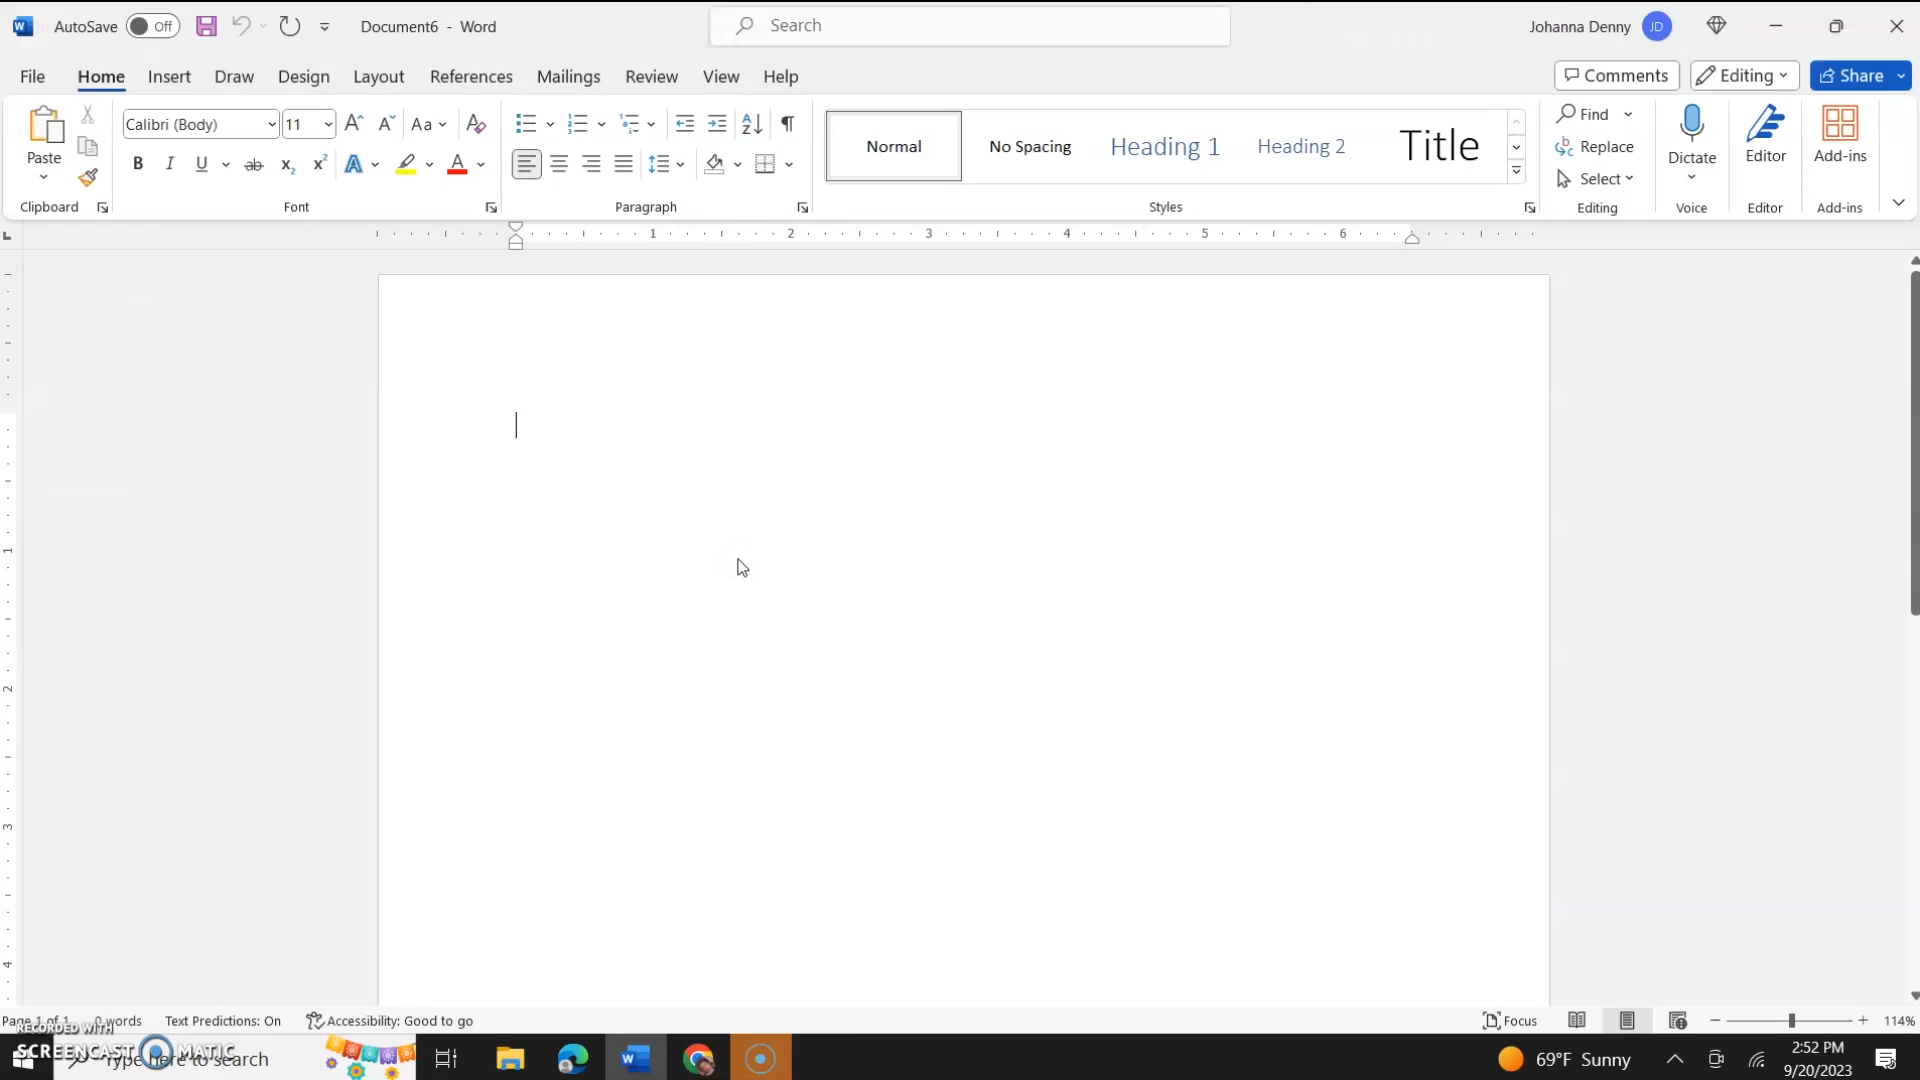 AutoSave Off Document6 - Word Search Johanna Denny JD
File Home Insert Draw Design Layout References Mailings Review View Help Comments Editing Share
Calibri (Body) 11 Aa
Paste
B I U ab x2 x2 A A
Clipboard Font Paragraph
Normal No Spacing Heading 1 Heading 2 Title
Styles
Find
Replace
Select
Editing
Dictate
Voice
Editor
Editor
Add-ins
Add-ins
1 2 3 4 5 6
1
2
3
4
Page 1 of 1 0 words Text Predictions: On Accessibility: Good to go Focus 114%
RECORDED WITH
SCREENCAST MATIC
Type here to search
69°F Sunny
2:52 PM
9/20/2023